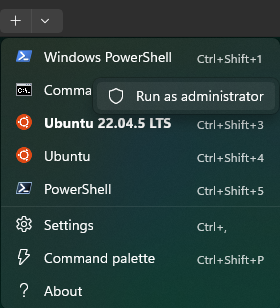 Windows PowerShell Ctrl+Shift+1
Comma
Run as administrator
Ubuntu 22.04.5 LTS Ctrl+Shift+3
Ubuntu Ctrl+Shift+4
PowerShell Ctrl+Shift+5
Settings Ctrl+,
Command palette Ctrl+Shift+P
About